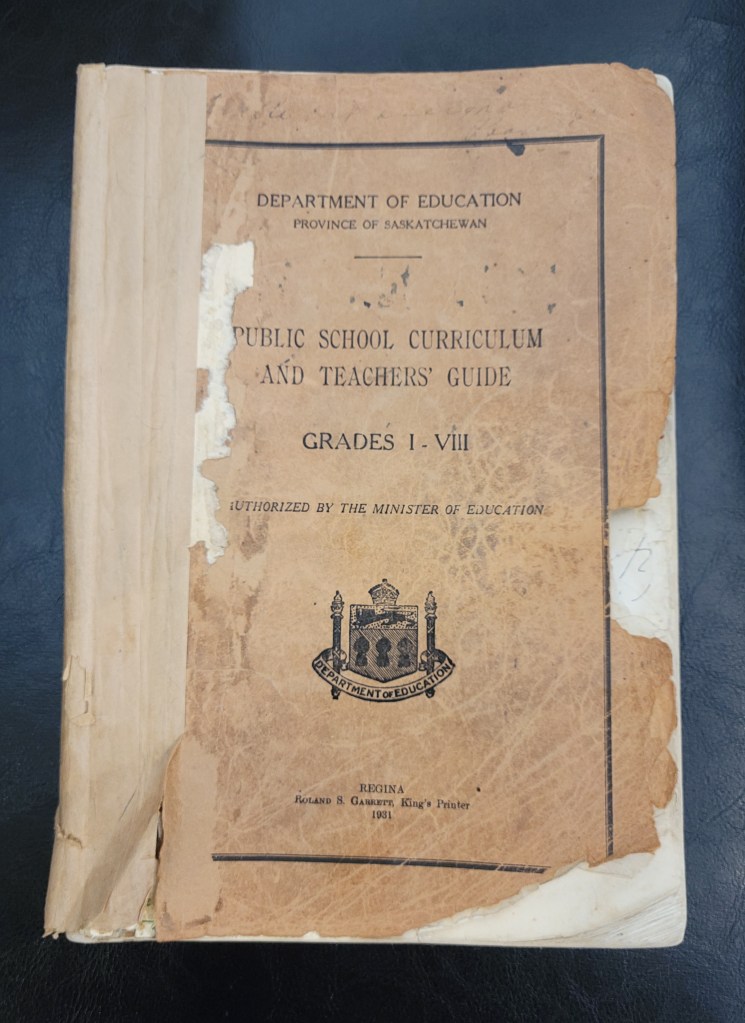 DEPARTMENT OF EDUCATION
PROVINCE OF SASKATCHEWAN
PUBLIC SCHOOL CURRICULUM
AND TEACHERS' GUIDE
GRADES I - VIII
AUTHORIZED BY THE MINISTER OF EDUCATION
DEPARTMENT OF EDUCATION
REGINA
ROLAND S. GARRETT, King's Printer
1931